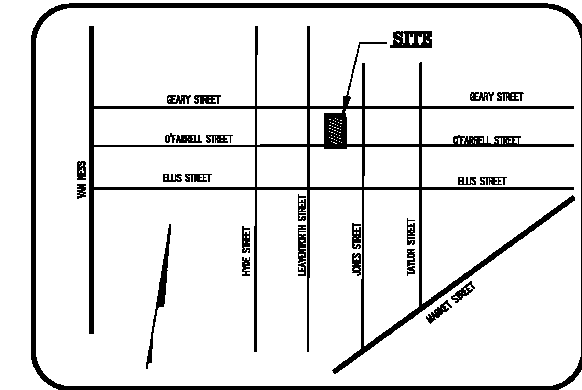 SITE
GEARY STREET
GEARY STREET
O'FARRELL STREET
O'FARRELL STREET
ELLIS STREET
ELLIS STREET
VAN NESS
HYDE STREET
LEAVENWORTH STREET
JONES STREET
TAYLOR STREET
MARKET STREET